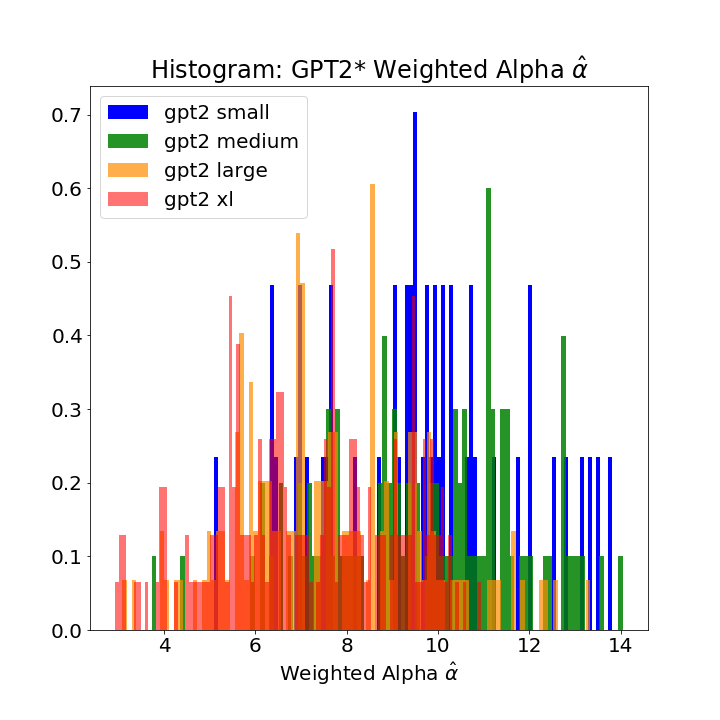 Histogram: GPT2* Weighted Alpha α̂
gpt2 small
gpt2 medium
gpt2 large
gpt2 xl
0.7
0.6
0.5
0.4
0.3
0.2
0.1
0.0
4 6 8 10 12 14
Weighted Alpha α̂